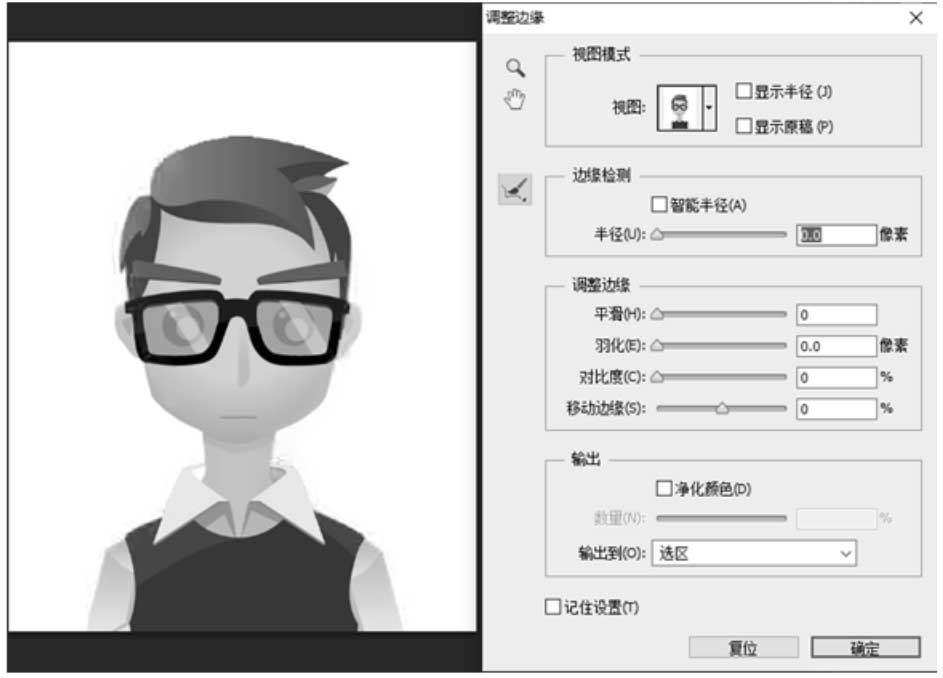 调整边缘
视图模式
视图:
显示半径 (J)
显示原稿 (P)
边缘检测
智能半径(A)
半径(U): 0.0 像素
调整边缘
平滑(H): 0
羽化(E): 0.0 像素
对比度(C): 0 %
移动边缘(S): 0 %
输出
净化颜色(D)
数量(N): %
输出到(O): 选区
记住设置(T)
复位 确定